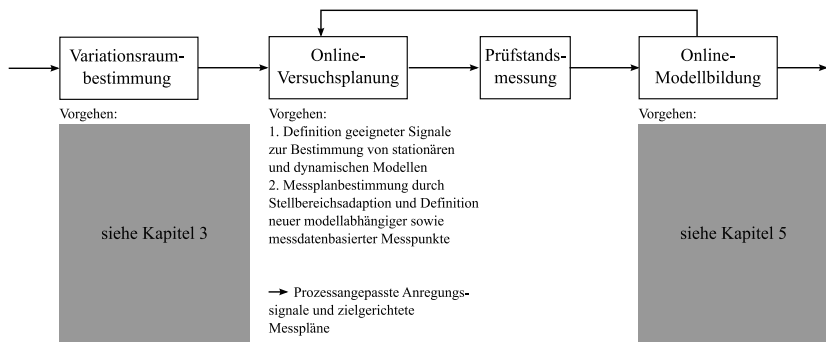 Variationsraum-
bestimmung
Online-
Versuchsplanung
Prüfstands-
messung
Online-
Modellbildung
Vorgehen:
siehe Kapitel 3
Vorgehen:
1. Definition geeigneter Signale
zur Bestimmung von stationären
und dynamischen Modellen
2. Messplanbestimmung durch
Stellbereichsadaption und Definition
neuer modellabhängiger sowie
messdatenbasierter Messpunkte
Prozessangepasste Anregungs-
signale und zielgerichtete
Messpläne
Vorgehen:
siehe Kapitel 5